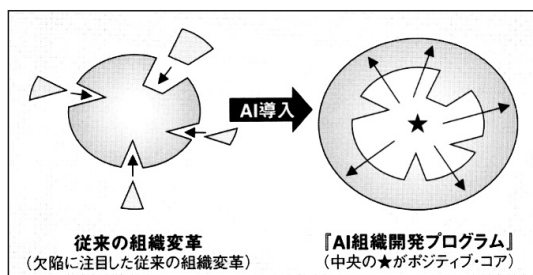 AI導入
★
従来の組織変革
(欠陥に注目した従来の組織変革)
『AI組織開発プログラム』
(中央の★がポジティブ・コア)